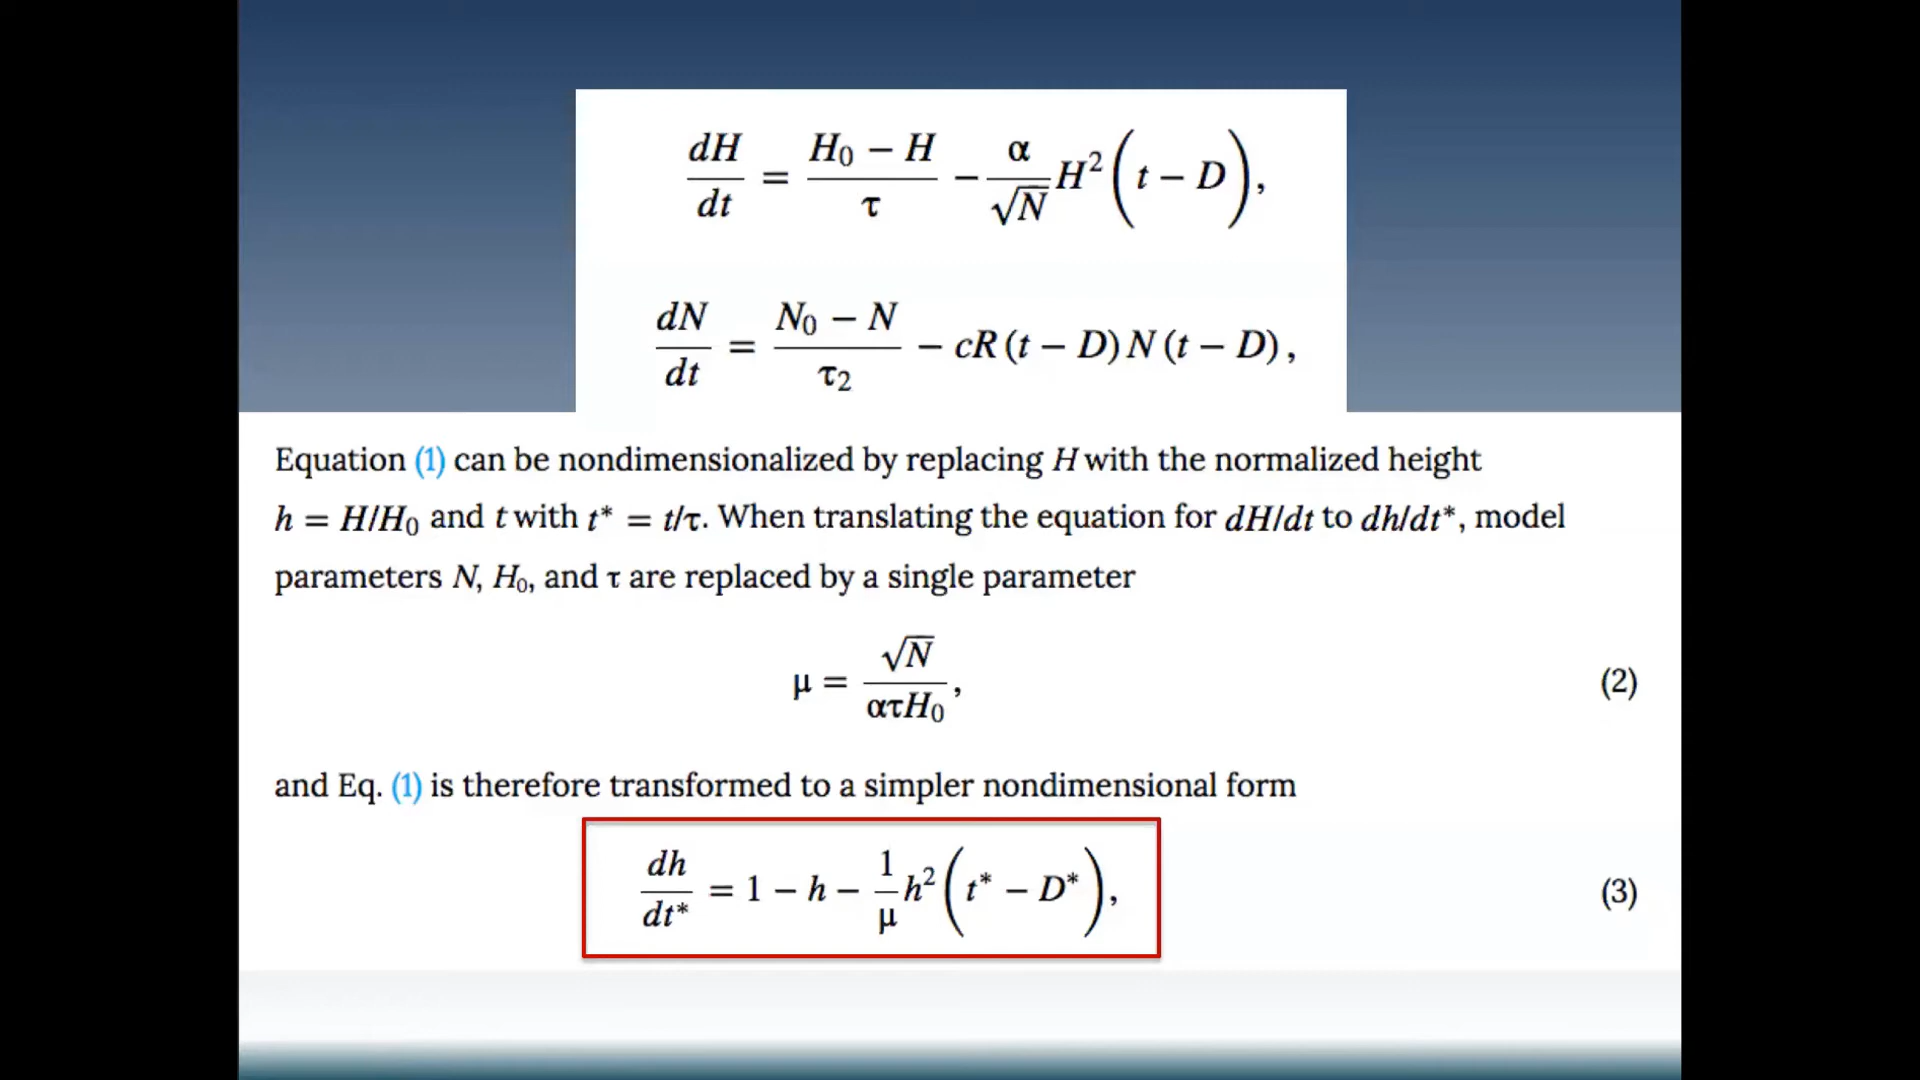 dH/dt = (H₀ − H)/τ − α/√N H² (t − D),
dN/dt = (N₀ − N)/τ₂ − cR (t − D) N (t − D),
Equation (1) can be nondimensionalized by replacing H with the normalized height
h = H/H₀ and t with t* = t/τ. When translating the equation for dH/dt to dh/dt*, model
parameters N, H₀, and τ are replaced by a single parameter
μ = √N/(ατH₀), (2)
and Eq. (1) is therefore transformed to a simpler nondimensional form
dh/dt* = 1 − h − 1/μ h² (t* − D*), (3)